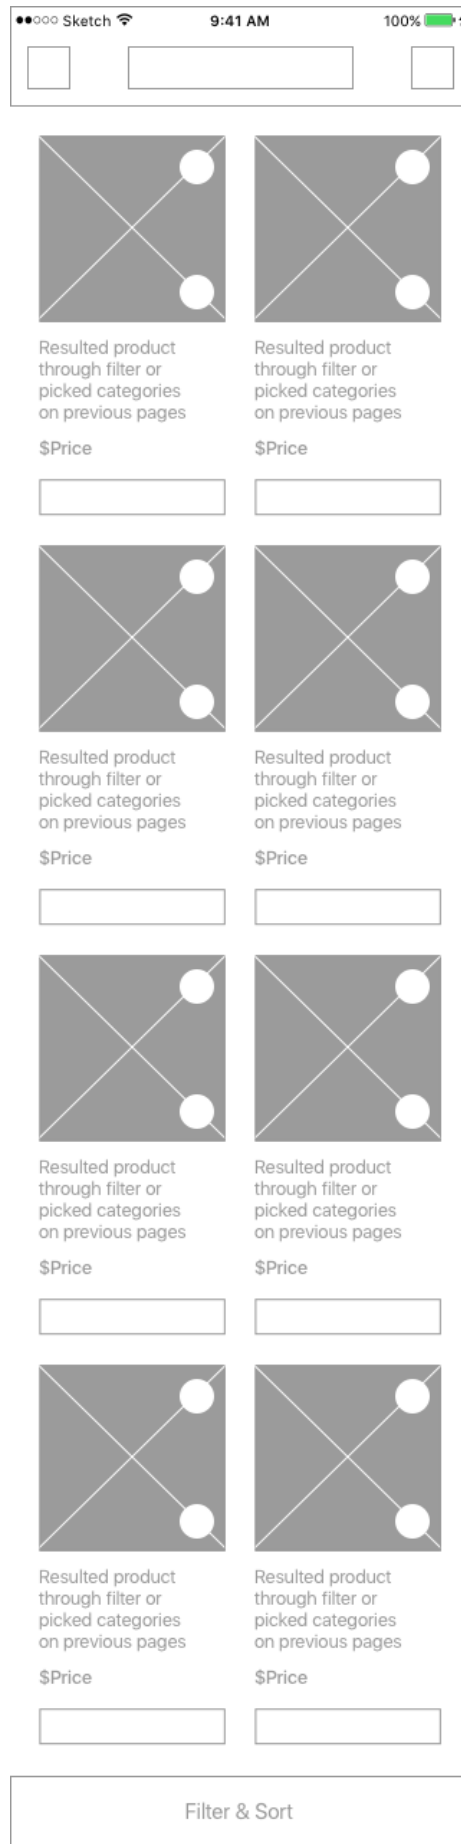 ●●○○○ Sketch 9:41 AM 100%
Resulted product
through filter or
picked categories
on previous pages
$Price
Resulted product
through filter or
picked categories
on previous pages
$Price
Resulted product
through filter or
picked categories
on previous pages
$Price
Resulted product
through filter or
picked categories
on previous pages
$Price
Resulted product
through filter or
picked categories
on previous pages
$Price
Resulted product
through filter or
picked categories
on previous pages
$Price
Resulted product
through filter or
picked categories
on previous pages
$Price
Resulted product
through filter or
picked categories
on previous pages
$Price
Filter & Sort